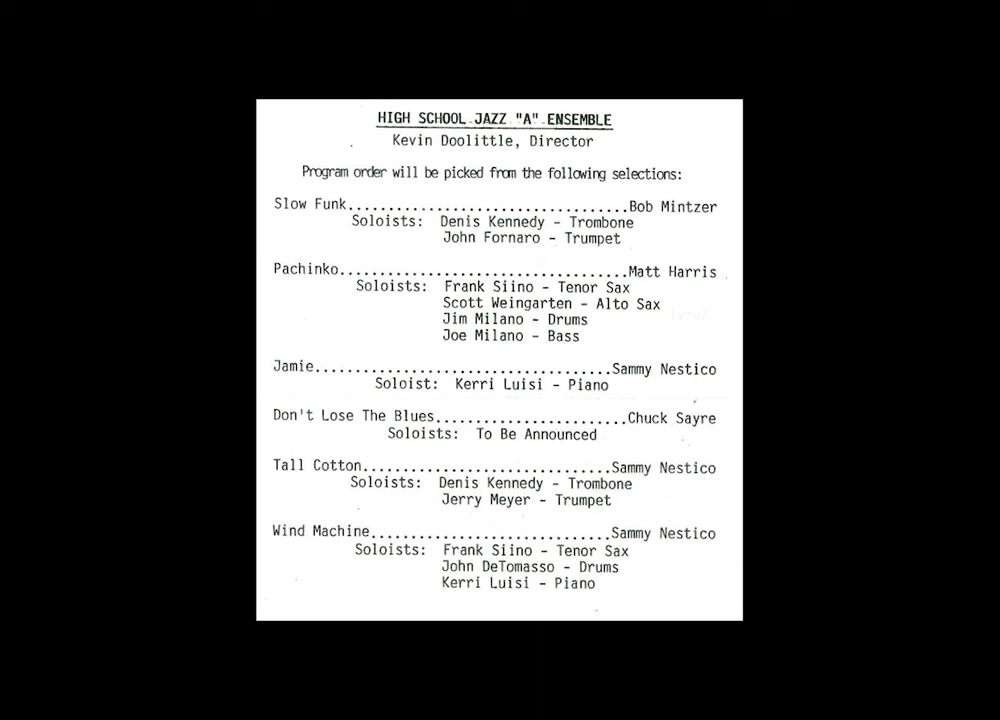 HIGH SCHOOL JAZZ "A" ENSEMBLE
Kevin Doolittle, Director
Program order will be picked from the following selections:
Slow Funk...................................Bob Mintzer
Soloists: Denis Kennedy - Trombone
John Fornaro - Trumpet
Pachinko....................................Matt Harris
Soloists: Frank Siino - Tenor Sax
Scott Weingarten - Alto Sax
Jim Milano - Drums
Joe Milano - Bass
Jamie.....................................Sammy Nestico
Soloist: Kerri Luisi - Piano
Don't Lose The Blues........................Chuck Sayre
Soloists: To Be Announced
Tall Cotton...............................Sammy Nestico
Soloists: Denis Kennedy - Trombone
Jerry Meyer - Trumpet
Wind Machine..............................Sammy Nestico
Soloists: Frank Siino - Tenor Sax
John DeTomasso - Drums
Kerri Luisi - Piano